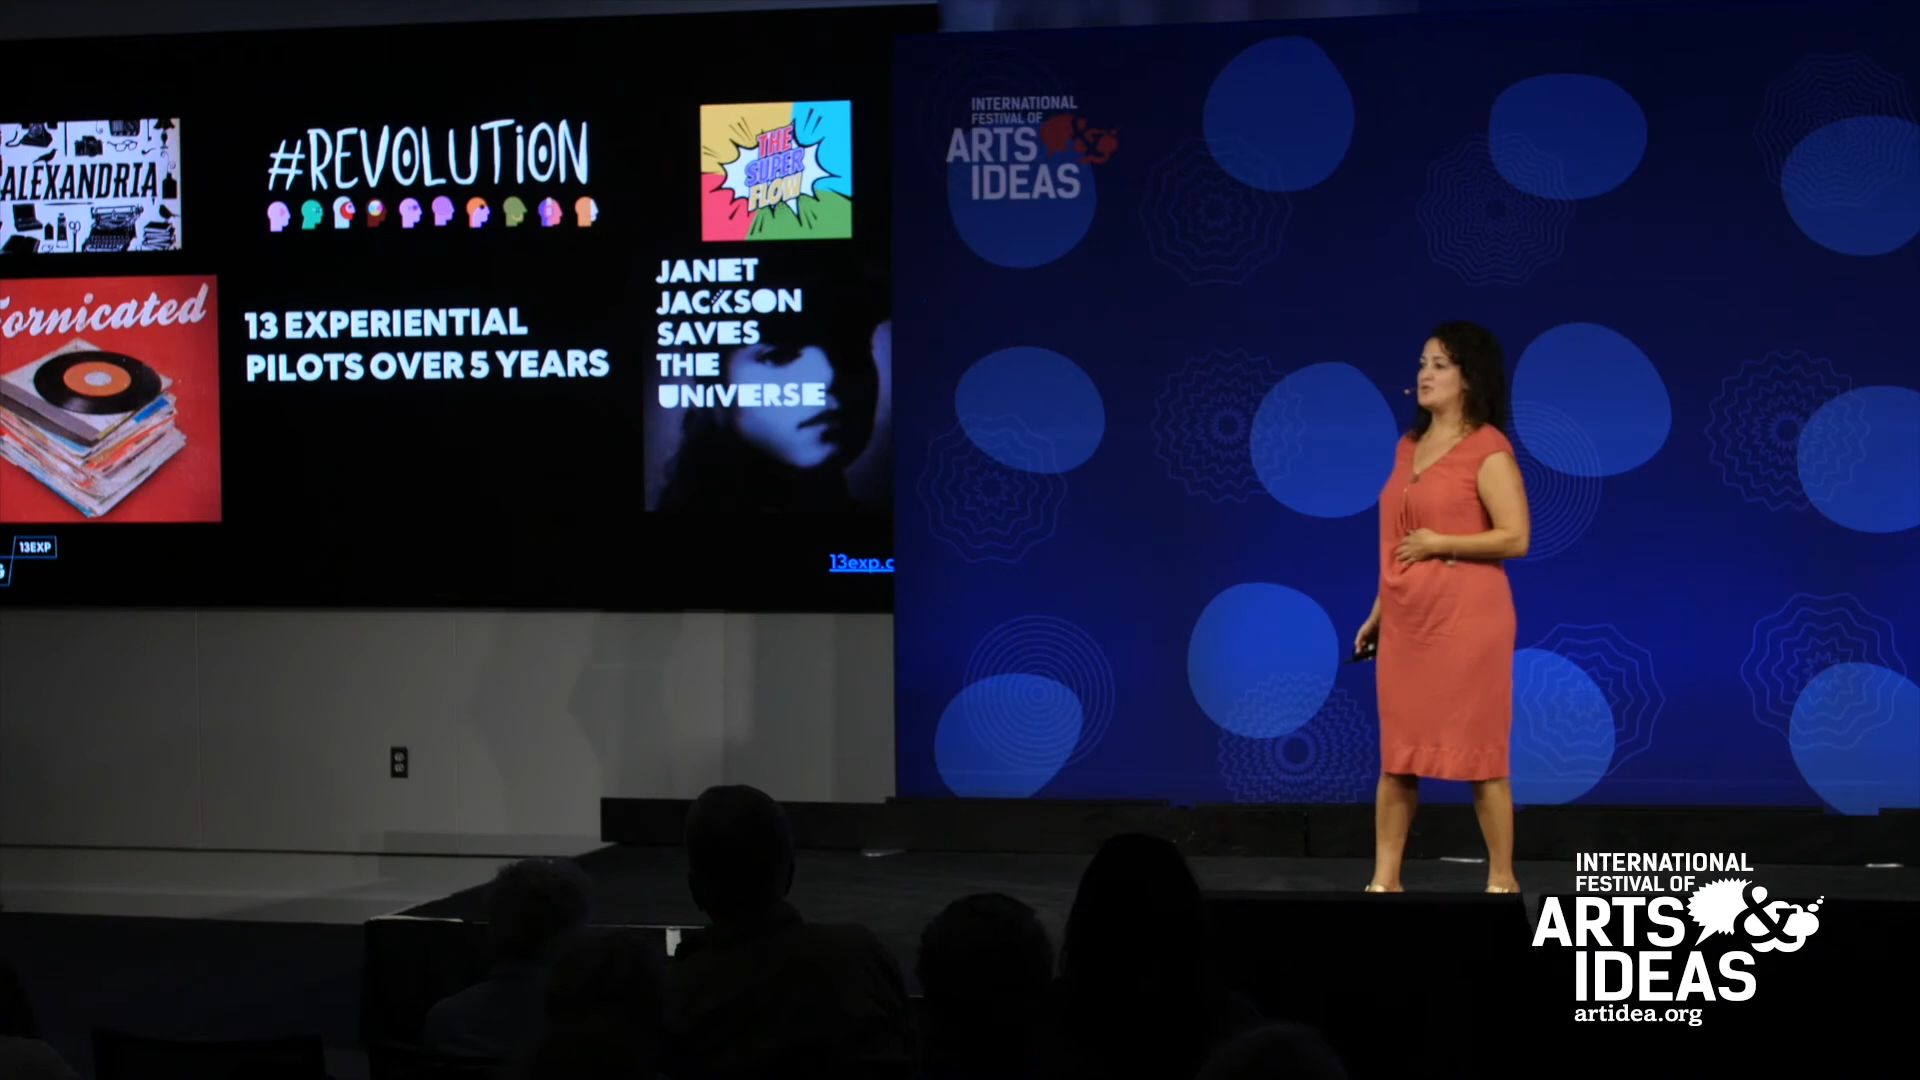 ALEXANDRIA
#REVOLUTION
THE
SUPER
FLOW
ornicated
13 EXPERIENTIAL
PILOTS OVER 5 YEARS
JANET
JACKSON
SAVES
THE
UNIVERSE
13EXP
13exp.c
INTERNATIONAL
FESTIVAL OF
ARTS &
IDEAS
INTERNATIONAL
FESTIVAL OF
ARTS &
IDEAS
artidea.org